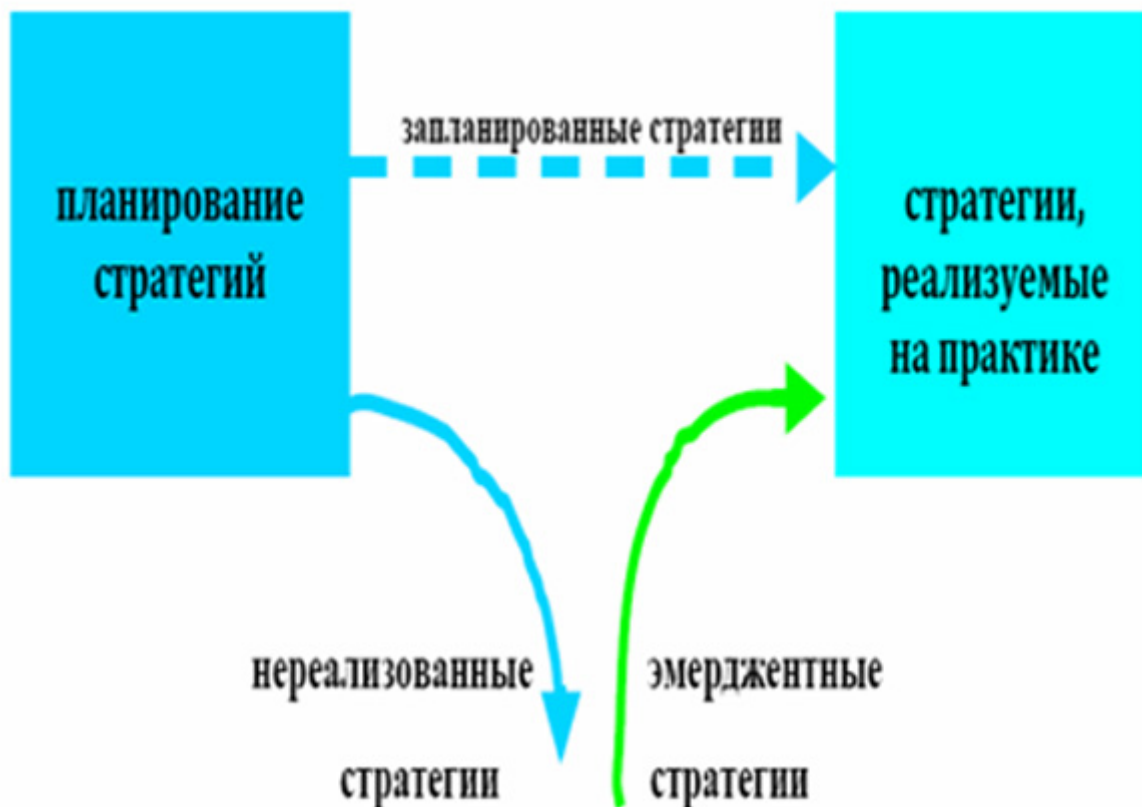 запланированные стратегии
планирование
стратегий
стратегии,
реализуемые
на практике
нереализованные
стратегии
эмерджентные
стратегии